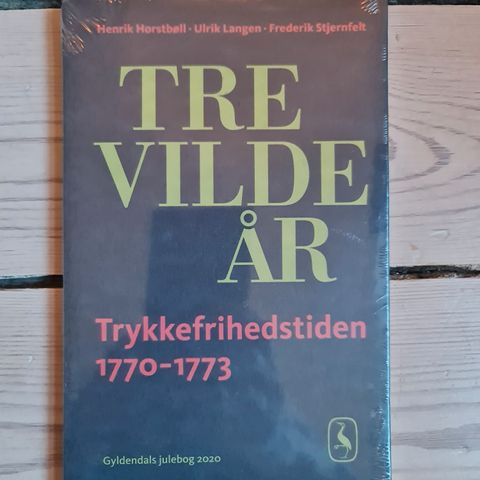 Henrik Horstbøll · Ulrik Langen · Frederik Stjernfelt
TRE
VILDE
ÅR
Trykkefrihedstiden
1770-1773
Gyldendals julebog 2020